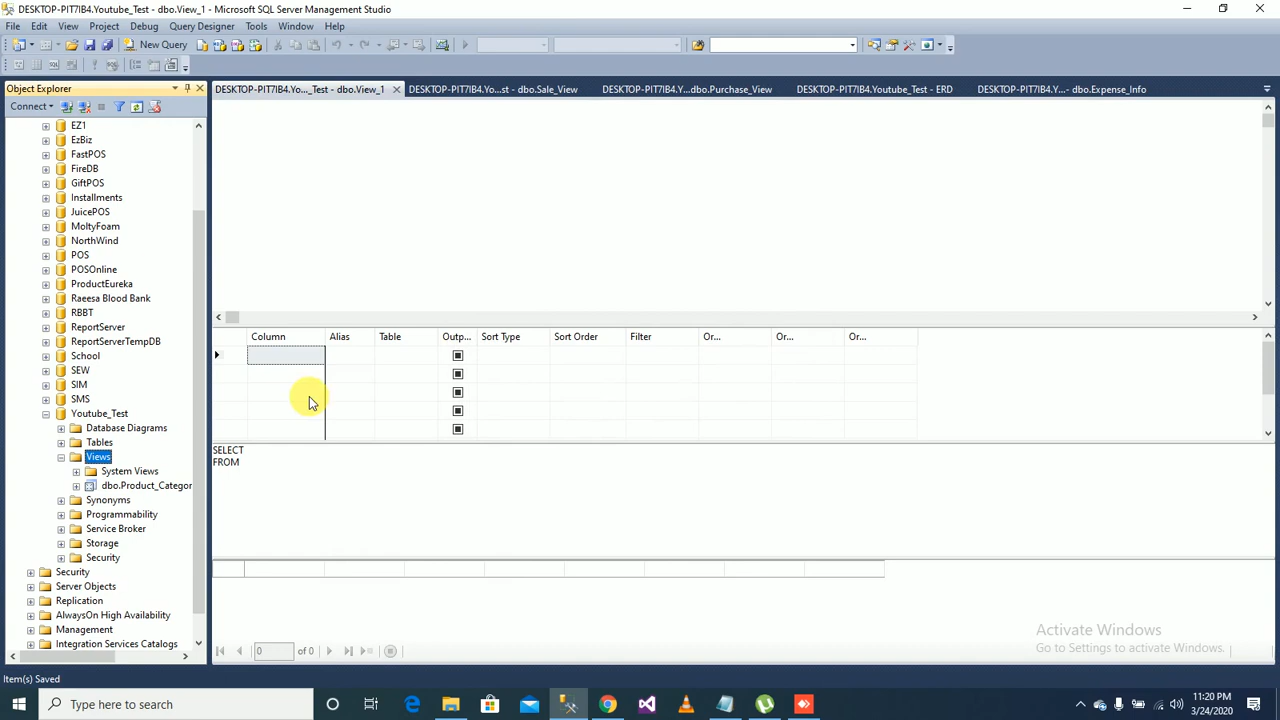 DESKTOP-PIT7IB4.Youtube_Test - dbo.View_1 - Microsoft SQL Server Management Studio
File Edit View Project Debug Query Designer Tools Window Help
New Query
Object Explorer
DESKTOP-PIT7IB4.Yo..._Test - dbo.View_1
DESKTOP-PIT7IB4.Yo...st - dbo.Sale_View
DESKTOP-PIT7IB4.Y...dbo.Purchase_View
DESKTOP-PIT7IB4.Youtube_Test - ERD
DESKTOP-PIT7IB4.Y...- dbo.Expense_Info
Connect
EZ1
EzBiz
FastPOS
FireDB
GiftPOS
Installments
JuicePOS
MoltyFoam
NorthWind
POS
POSOnline
ProductEureka
Raeesa Blood Bank
RBBT
ReportServer
ReportServerTempDB
School
SEW
SIM
SMS
Youtube_Test
Database Diagrams
Tables
Views
System Views
dbo.Product_Categor
Synonyms
Programmability
Service Broker
Storage
Security
Security
Server Objects
Replication
AlwaysOn High Availability
Management
Integration Services Catalogs
Column Alias Table Outp... Sort Type Sort Order Filter Or... Or... Or...
SELECT
FROM
0 of 0
Activate Windows
Go to Settings to activate Windows.
Item(s) Saved
Type here to search
11:20 PM
3/24/2020